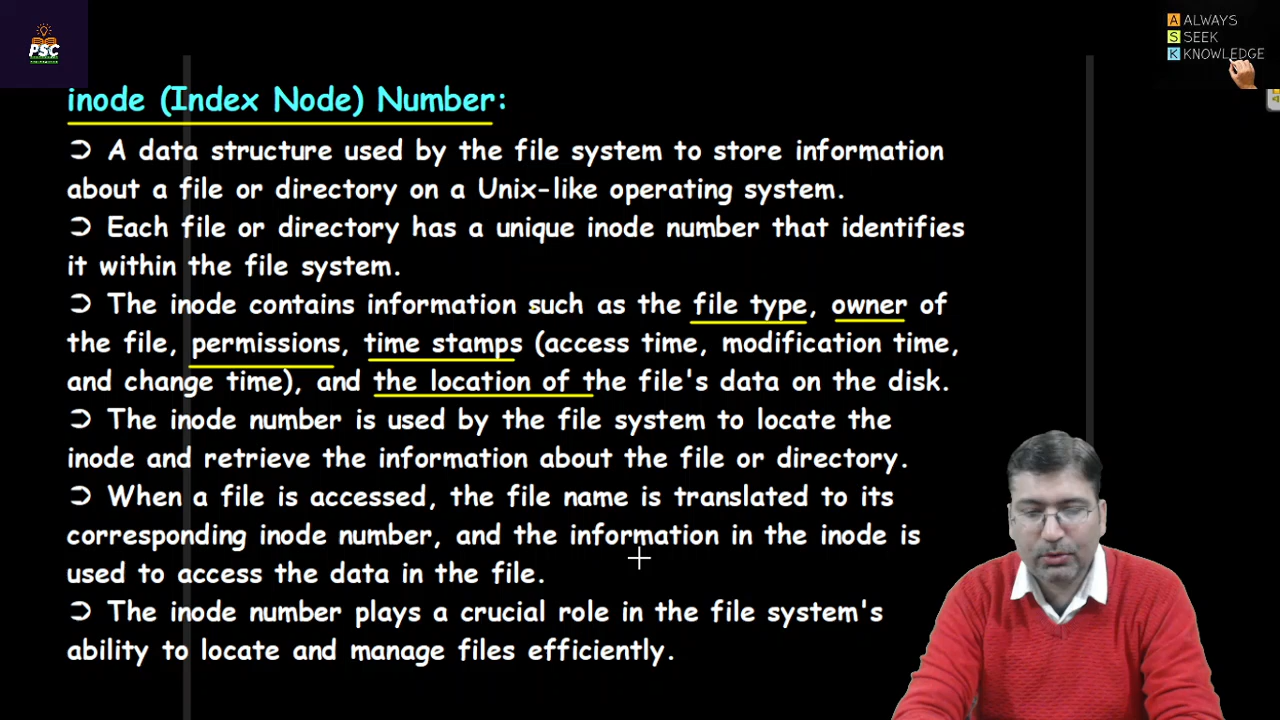 PSC
A ALWAYS
S SEEK
K KNOWLEDGE
inode (Index Node) Number:
⊃ A data structure used by the file system to store information
about a file or directory on a Unix-like operating system.
⊃ Each file or directory has a unique inode number that identifies
it within the file system.
⊃ The inode contains information such as the file type, owner of
the file, permissions, time stamps (access time, modification time,
and change time), and the location of the file's data on the disk.
⊃ The inode number is used by the file system to locate the
inode and retrieve the information about the file or directory.
⊃ When a file is accessed, the file name is translated to its
corresponding inode number, and the information in the inode is
used to access the data in the file.
⊃ The inode number plays a crucial role in the file system's
ability to locate and manage files efficiently.